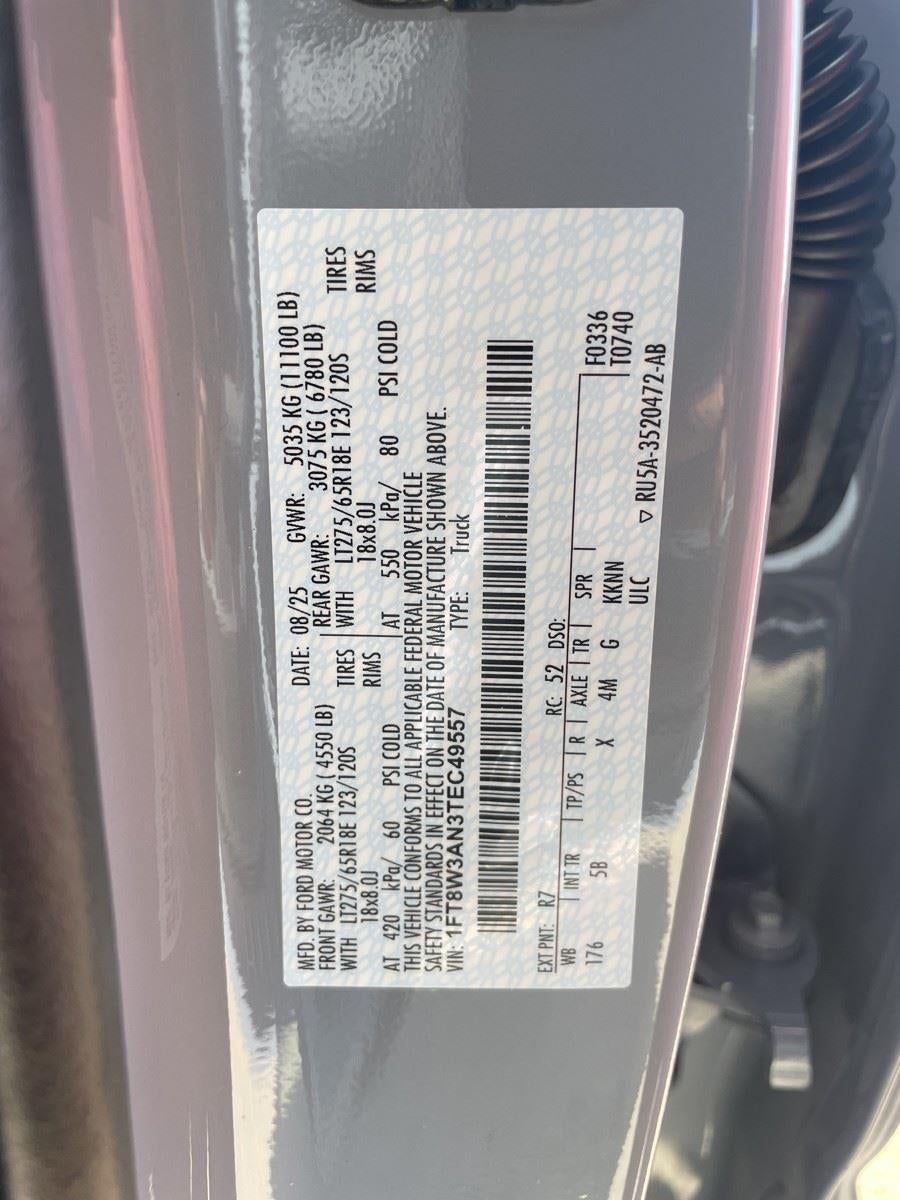 MFD. BY FORD MOTOR CO.
DATE: 08/25 GVWR: 5035 KG (11100 LB)
FRONT GAWR: 2064 KG ( 4550 LB) REAR GAWR: 3075 KG ( 6780 LB)
WITH LT275/65R18E 123/120S TIRES WITH LT275/65R18E 123/120S TIRES
18x8.0J RIMS 18x8.0J RIMS
AT 420 kPa/ 60 PSI COLD AT 550 kPa/ 80 PSI COLD
THIS VEHICLE CONFORMS TO ALL APPLICABLE FEDERAL MOTOR VEHICLE
SAFETY STANDARDS IN EFFECT ON THE DATE OF MANUFACTURE SHOWN ABOVE.
VIN: 1FT8W3AN3TEC49557 TYPE: Truck
EXT PNT: R7 RC: 52 DSO:
WB INT TR TP/PS R AXLE TR SPR F0336
176 5B X 4M G KKNN T0740
ULC
▽ RU5A-3520472-AB